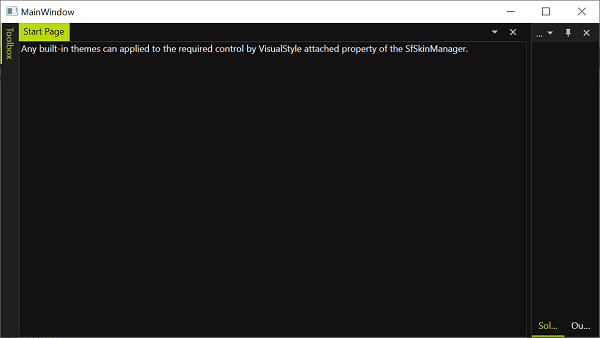 MainWindow
Toolbox
Start Page
...
Any built-in themes can applied to the required control by VisualStyle attached property of the SfSkinManager.
Sol...
Ou...